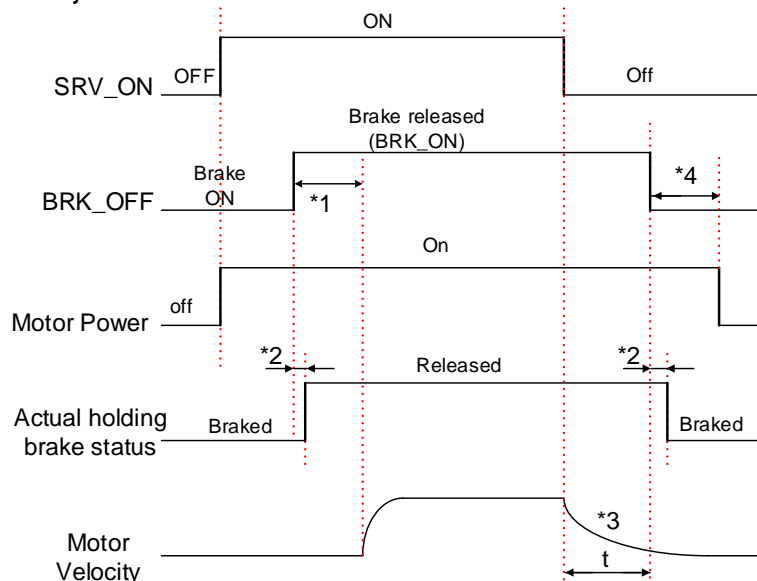 ON
OFF
Off
SRV_ON
Brake released
(BRK_ON)
Brake
ON
*4
*1
BRK_OFF
On
off
Motor Power
*2
Released
*2
Actual holding
brake status
Braked
Braked
*3
Motor
Velocity
t